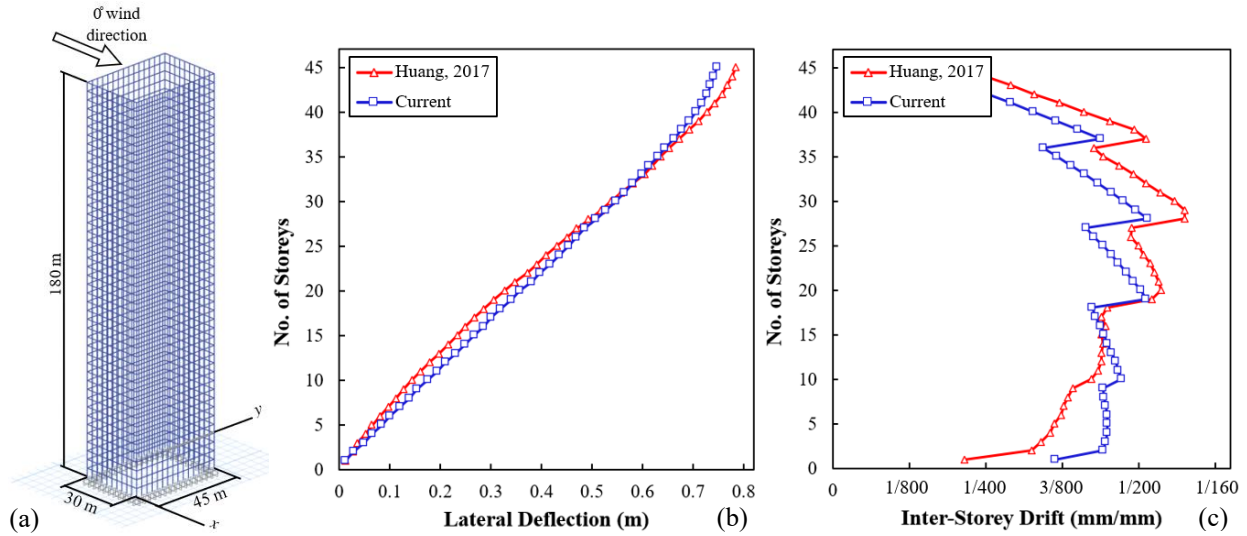 0° wind
direction
180 m
30 m
45 m
x
y
(a)
Huang, 2017
Current
No. of Storeys
45
40
35
30
25
20
15
10
5
0
0 0.1 0.2 0.3 0.4 0.5 0.6 0.7 0.8
Lateral Deflection (m)
(b)
Huang, 2017
Current
No. of Storeys
45
40
35
30
25
20
15
10
5
0
0 1/800 1/400 3/800 1/200 1/160
Inter-Storey Drift (mm/mm)
(c)